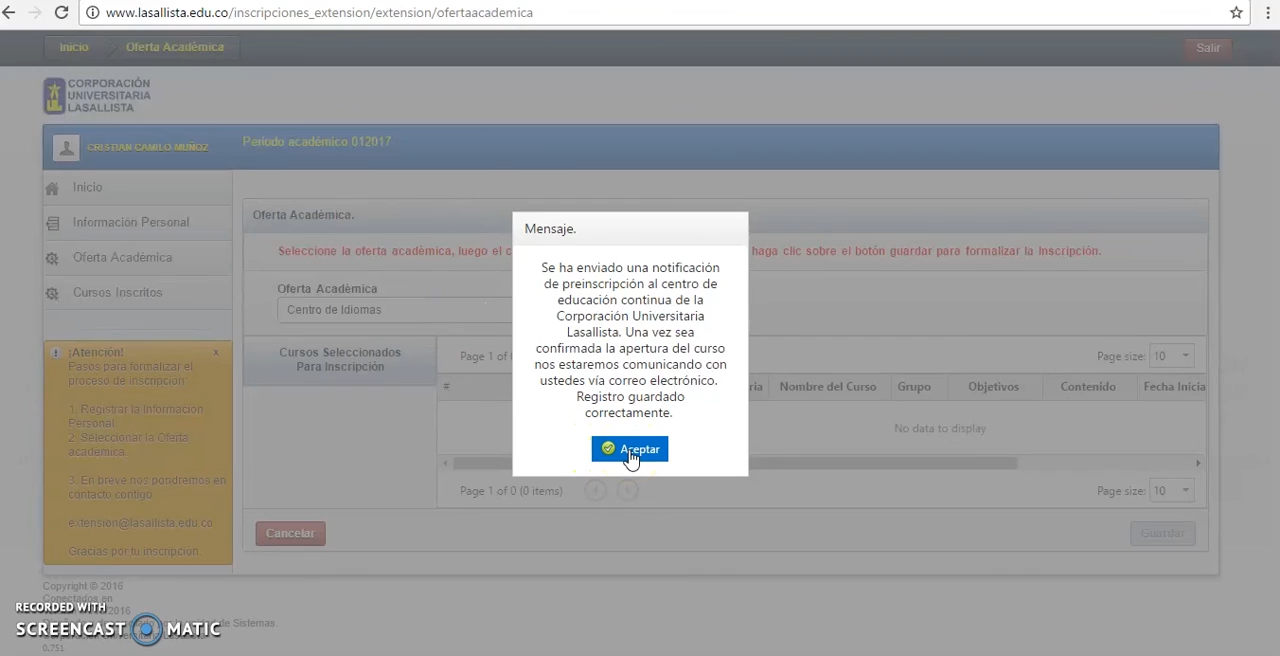 www.lasallista.edu.co/inscripciones_extension/extension/ofertaacademica
Inicio
Oferta Académica
Salir
CORPORACIÓN
UNIVERSITARIA
LASALLISTA
CRISTIAN CAMILO MUÑOZ
Periodo académico 012017
Inicio
Información Personal
Oferta Académica
Cursos Inscritos
¡Atención!
x
Pasos para formalizar el
proceso de inscripción:
1. Registrar la Información
Personal.
2. Seleccionar la Oferta
académica.
3. En breve nos pondremos en
contacto contigo.
extension@lasallista.edu.co
Gracias por tu inscripción.
Oferta Académica.
Seleccione la oferta académica, luego el c
haga clic sobre el botón guardar para formalizar la Inscripción.
Oferta Académica
Centro de Idiomas
Cursos Seleccionados
Para Inscripción
Page 1 of
Page size: 10
#
ria
Nombre del Curso
Grupo
Objetivos
Contenido
Fecha Inicia
No data to display
Page 1 of 0 (0 items)
Page size: 10
Cancelar
Guardar
Mensaje.
Se ha enviado una notificación
de preinscripción al centro de
educación continua de la
Corporación Universitaria
Lasallista. Una vez sea
confirmada la apertura del curso
nos estaremos comunicando con
ustedes vía correo electrónico.
Registro guardado
correctamente.
Aceptar
Copyright © 2016
Conectados en
2016
de Sistemas.
0.751
RECORDED WITH
SCREENCAST MATIC